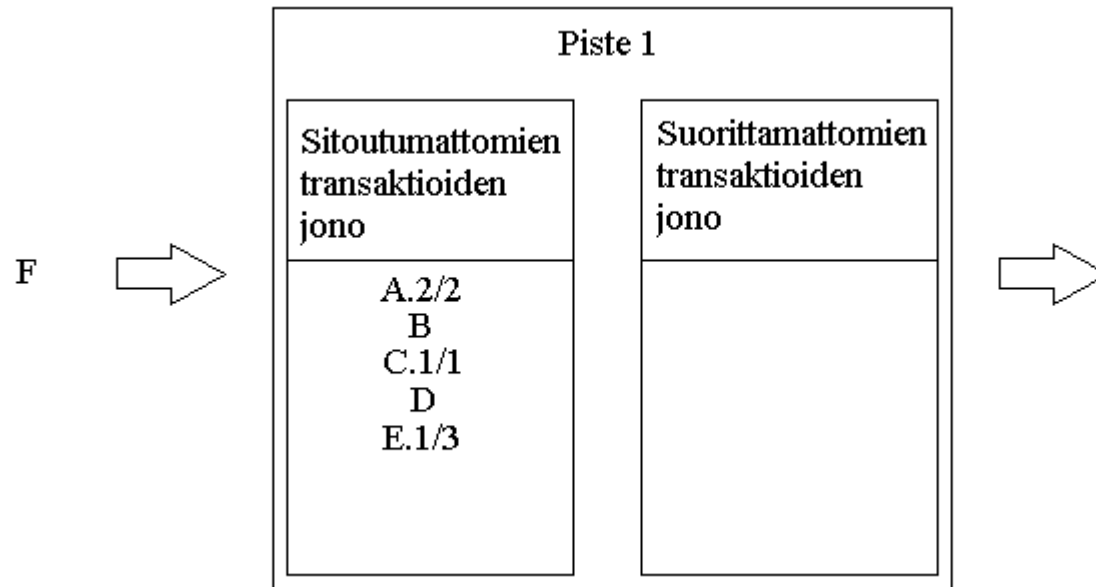 Piste 1
Sitoutumattomien
transaktioiden
jono
Suorittamattomien
transaktioiden
jono
F
A.2/2
B
C.1/1
D
E.1/3